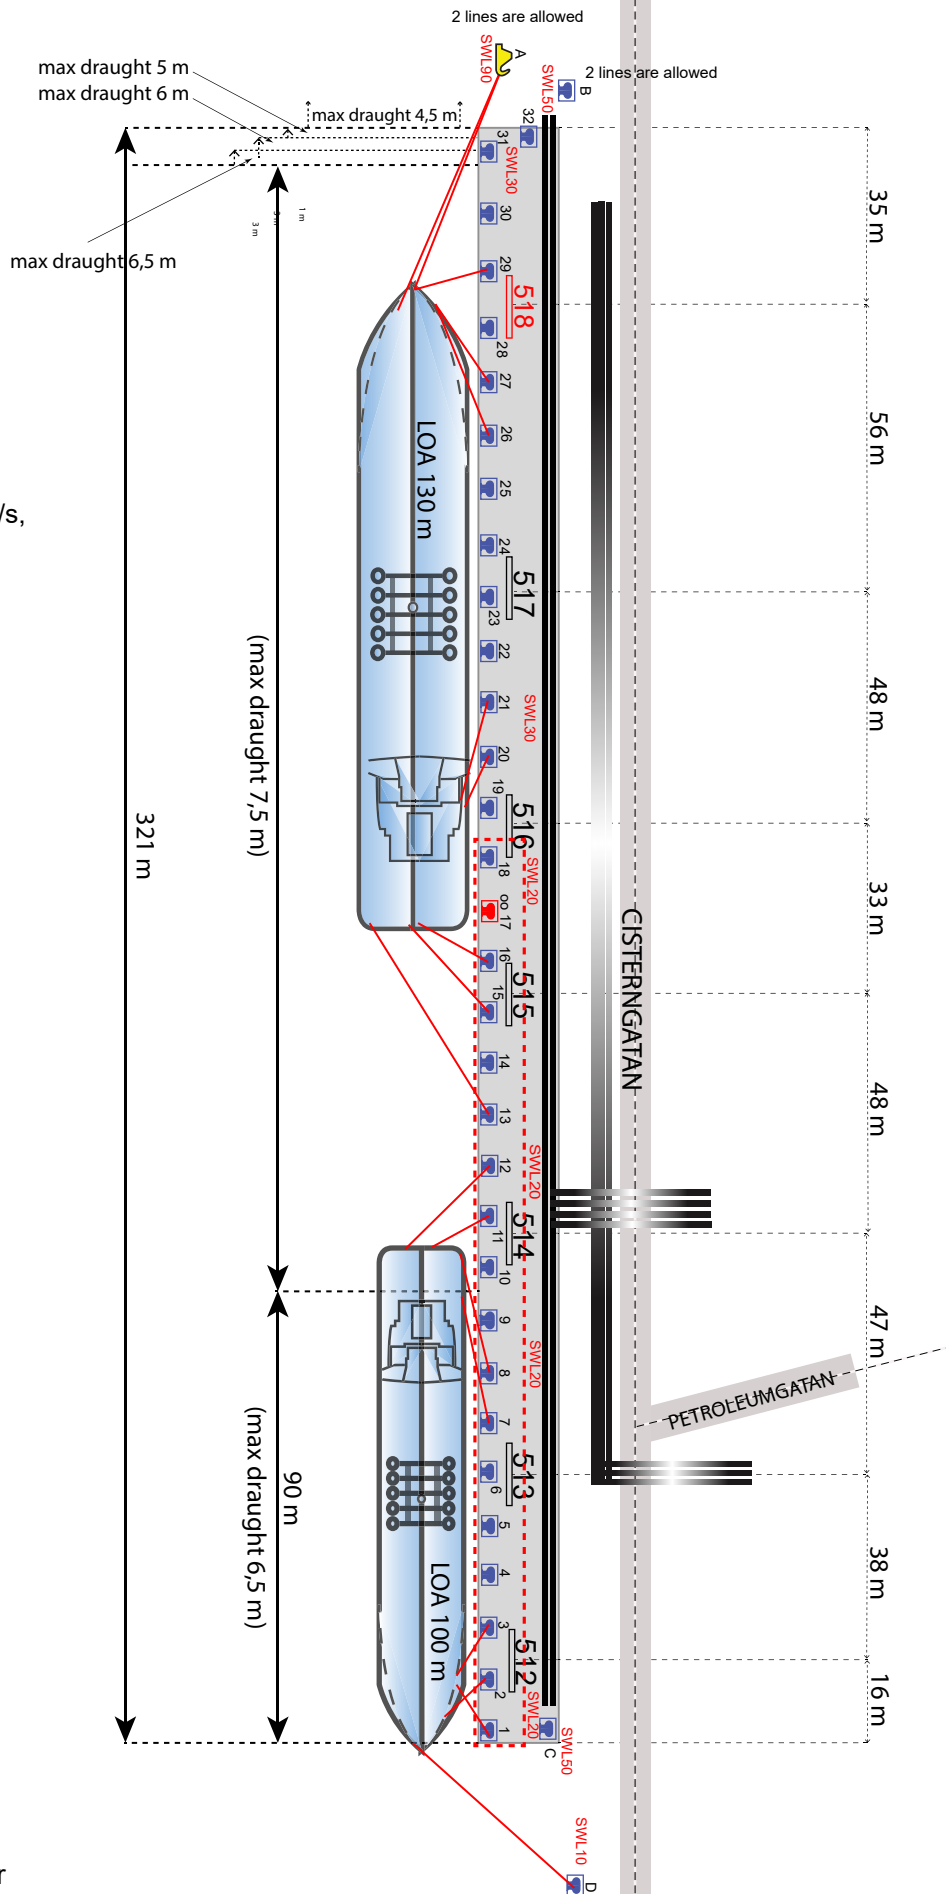 2 lines are allowed
A
SWL90
2 lines are allowed
SWL50
B
max draught 5 m
max draught 6 m
max draught 4,5 m
32
31
SWL30
35 m
30
1 m
3 m
max draught 6,5 m
29
518
28
27
56 m
26
LOA 130 m
25
/s,
24
517
23
22
(max draught 7,5 m)
21
SWL30
48 m
20
19
516
321 m
18
SWL20
33 m
oo 17
CISTERNGATAN
16
515
15
14
48 m
13
12
SWL20
514
11
10
9
47 m
8
SWL20
PETROLEUMGATAN
7
513
6
90 m
(max draught 6,5 m)
5
38 m
4
LOA 100 m
3
512
2
16 m
1
SWL20
C
SWL50
SWL10
D
r